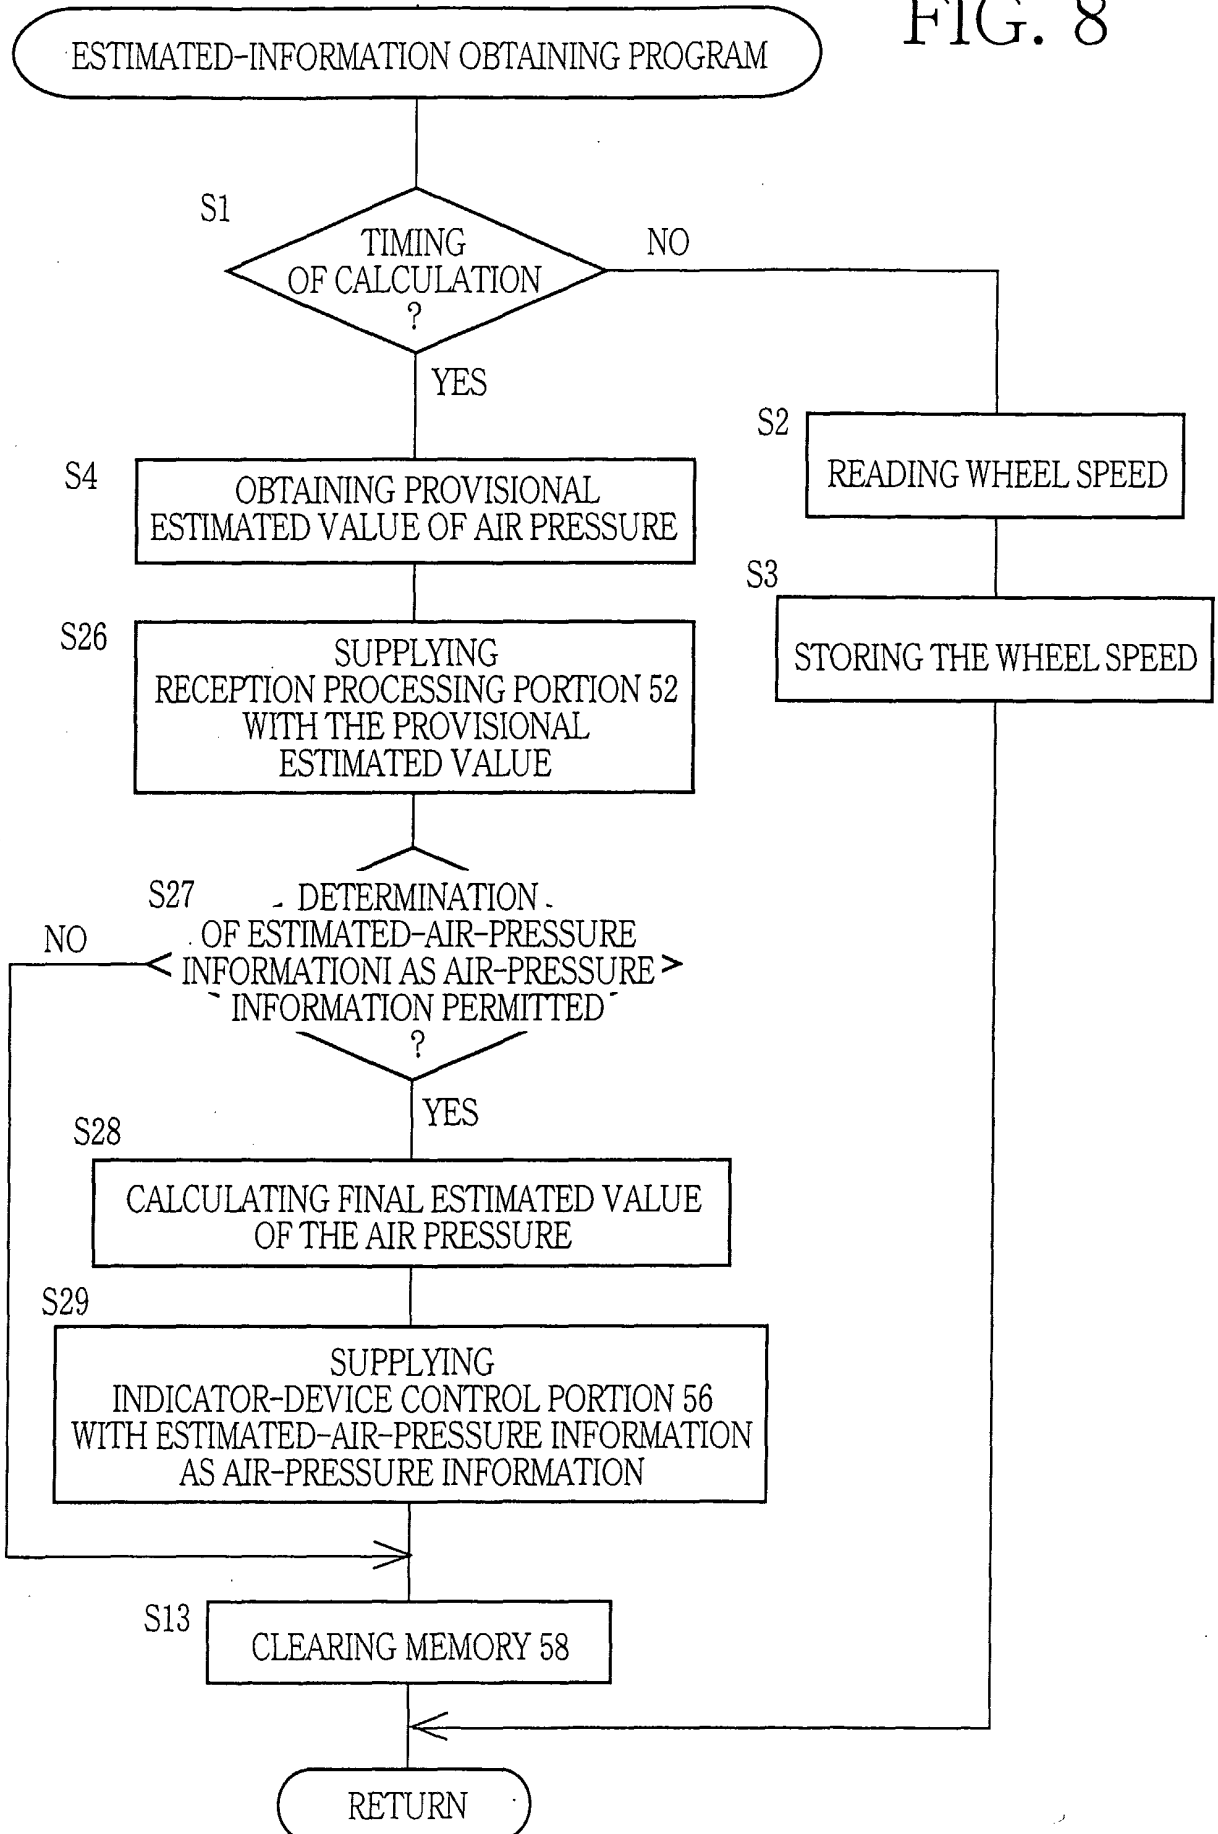 FIG. 8
ESTIMATED-INFORMATION OBTAINING PROGRAM
S1
TIMING
OF CALCULATION
?
NO
YES
S2
READING WHEEL SPEED
S3
STORING THE WHEEL SPEED
S4
OBTAINING PROVISIONAL
ESTIMATED VALUE OF AIR PRESSURE
S26
SUPPLYING
RECEPTION PROCESSING PORTION 52
WITH THE PROVISIONAL
ESTIMATED VALUE
S27
DETERMINATION
OF ESTIMATED-AIR-PRESSURE
INFORMATIONI AS AIR-PRESSURE
INFORMATION PERMITTED
?
NO
YES
S28
CALCULATING FINAL ESTIMATED VALUE
OF THE AIR PRESSURE
S29
SUPPLYING
INDICATOR-DEVICE CONTROL PORTION 56
WITH ESTIMATED-AIR-PRESSURE INFORMATION
AS AIR-PRESSURE INFORMATION
S13
CLEARING MEMORY 58
RETURN